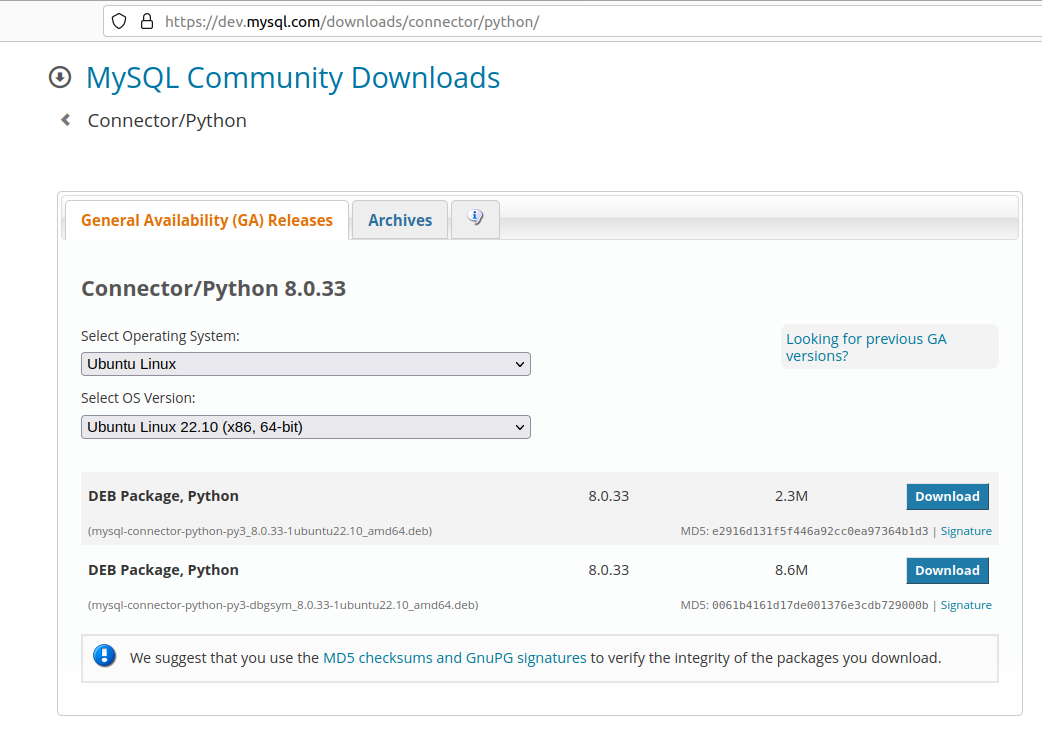 https://dev.mysql.com/downloads/connector/python/
MySQL Community Downloads
Connector/Python
General Availability (GA) Releases
Archives
Connector/Python 8.0.33
Select Operating System:
Looking for previous GA
versions?
Ubuntu Linux
Select OS Version:
Ubuntu Linux 22.10 (x86, 64-bit)
DEB Package, Python 8.0.33 2.3M Download
(mysql-connector-python-py3_8.0.33-1ubuntu22.10_amd64.deb) MD5: e2916d131f5f446a92cc0ea97364b1d3 | Signature
DEB Package, Python 8.0.33 8.6M Download
(mysql-connector-python-py3-dbgsym_8.0.33-1ubuntu22.10_amd64.deb) MD5: 0061b4161d17de001376e3cdb729000b | Signature
We suggest that you use the MD5 checksums and GnuPG signatures to verify the integrity of the packages you download.